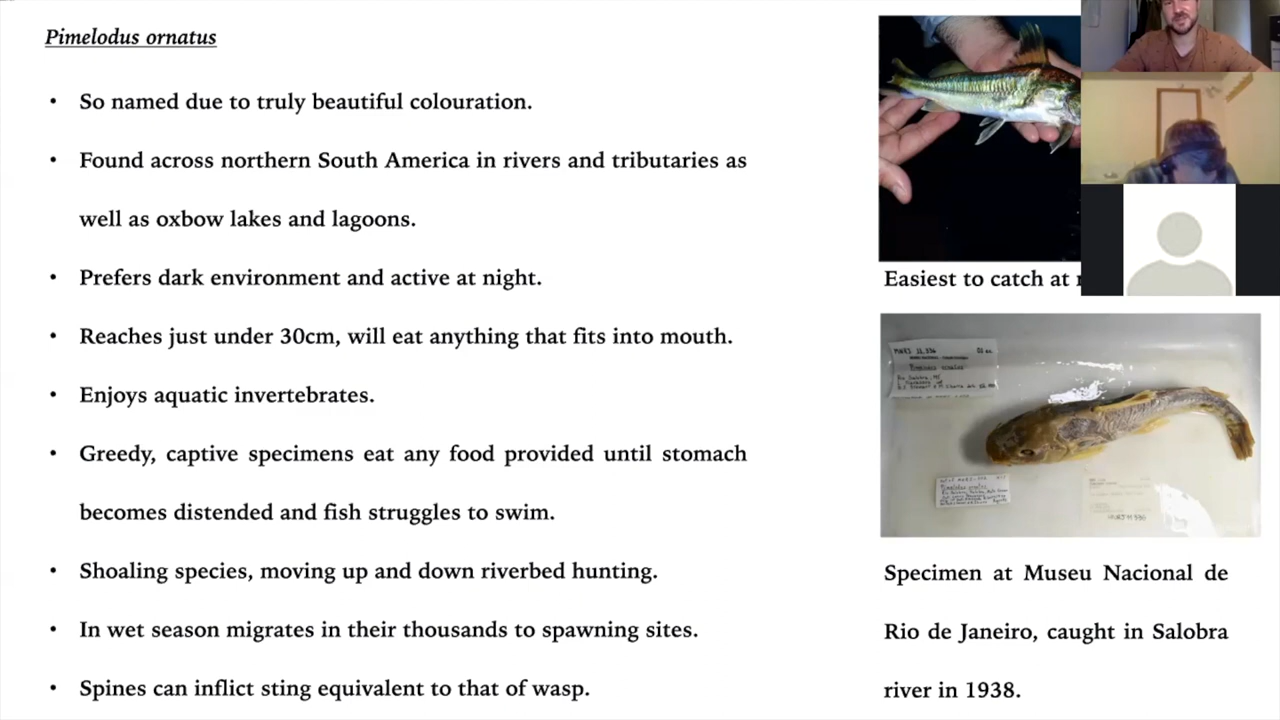 Pimelodus ornatus
• So named due to truly beautiful colouration.
• Found across northern South America in rivers and tributaries as
well as oxbow lakes and lagoons.
• Prefers dark environment and active at night.
• Reaches just under 30cm, will eat anything that fits into mouth.
• Enjoys aquatic invertebrates.
• Greedy, captive specimens eat any food provided until stomach
becomes distended and fish struggles to swim.
• Shoaling species, moving up and down riverbed hunting.
• In wet season migrates in their thousands to spawning sites.
• Spines can inflict sting equivalent to that of wasp.
Easiest to catch at
Pimelodus ornatus
Specimen at Museu Nacional de
Rio de Janeiro, caught in Salobra
river in 1938.